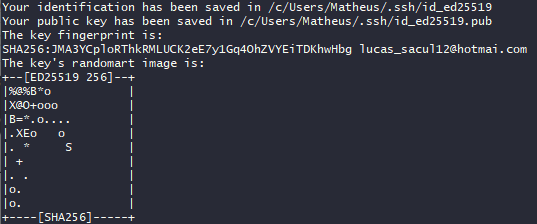 Your identification has been saved in /c/Users/Matheus/.ssh/id_ed25519
Your public key has been saved in /c/Users/Matheus/.ssh/id_ed25519.pub
The key fingerprint is:
SHA256:JMA3YCploRThkRMLUCK2eE7y1Gq4OhZVYEiTDKhwHbg lucas_sacul12@hotmai.com
The key's randomart image is:
+--[ED25519 256]--+
|%@%B*o           |
|X@O+ooo          |
|B=*.o....        |
|.XEo   o         |
|. *     S        |
| +               |
|. .              |
|o.               |
|o.               |
+----[SHA256]-----+